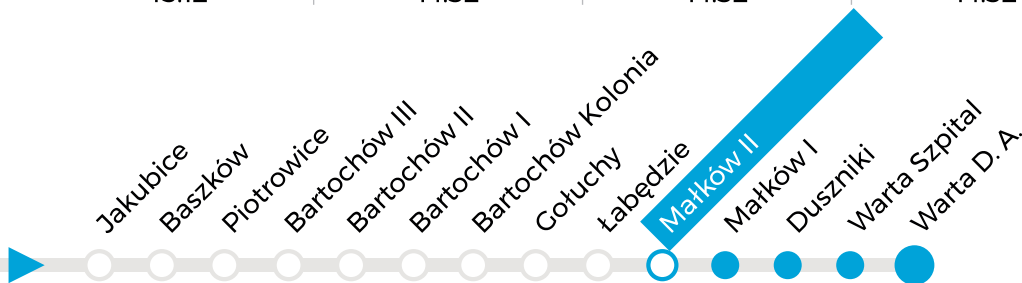 Jakubice
Baszków
Piotrowice
Bartochów III
Bartochów II
Bartochów I
Bartochów Kolonia
Gołuchy
Łabędzie
Małków II
Małków I
Duszniki
Warta Szpital
Warta D. A.